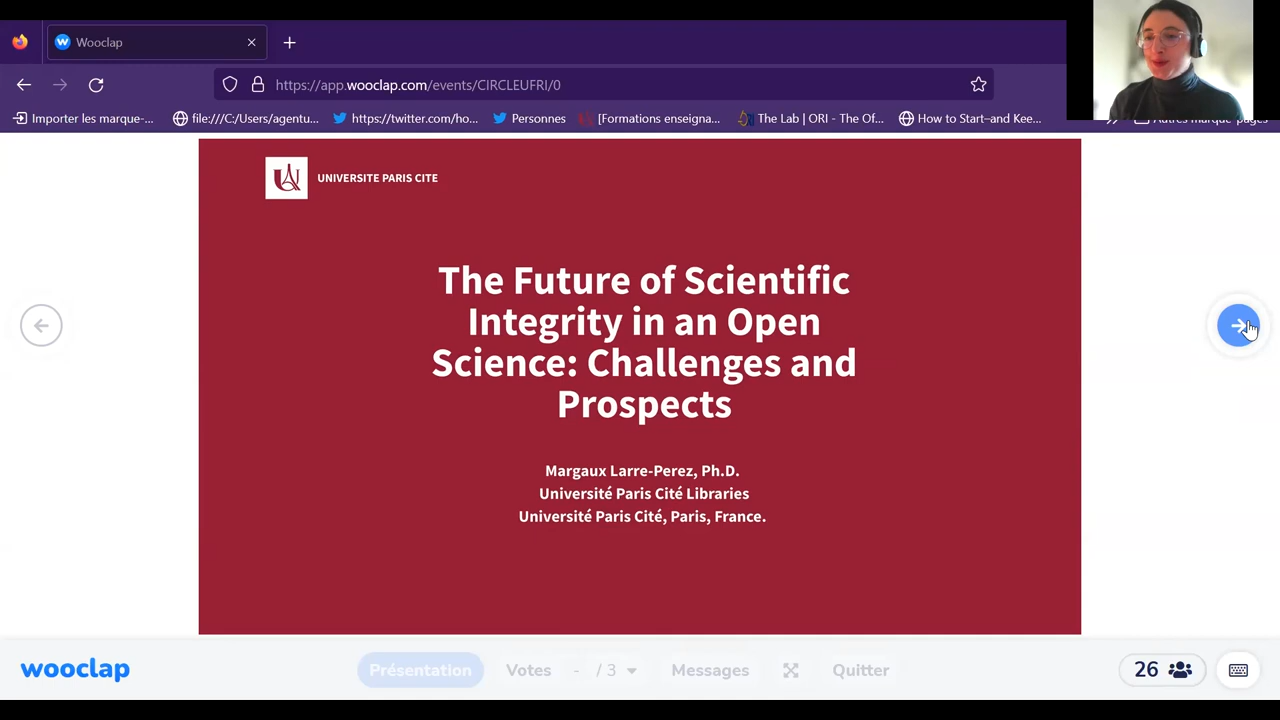 Wooclap
https://app.wooclap.com/events/CIRCLEUFRI/0
Importer les marque-...
file:///C:/Users/agentu...
https://twitter.com/ho...
Personnes
[Formations enseigna...
The Lab | ORI - The Of...
How to Start–and Kee...
Autres marque-pages
UNIVERSITE PARIS CITE
The Future of Scientific
Integrity in an Open
Science: Challenges and
Prospects
Margaux Larre-Perez, Ph.D.
Université Paris Cité Libraries
Université Paris Cité, Paris, France.
wooclap
Présentation
Votes - / 3
Messages
Quitter
26